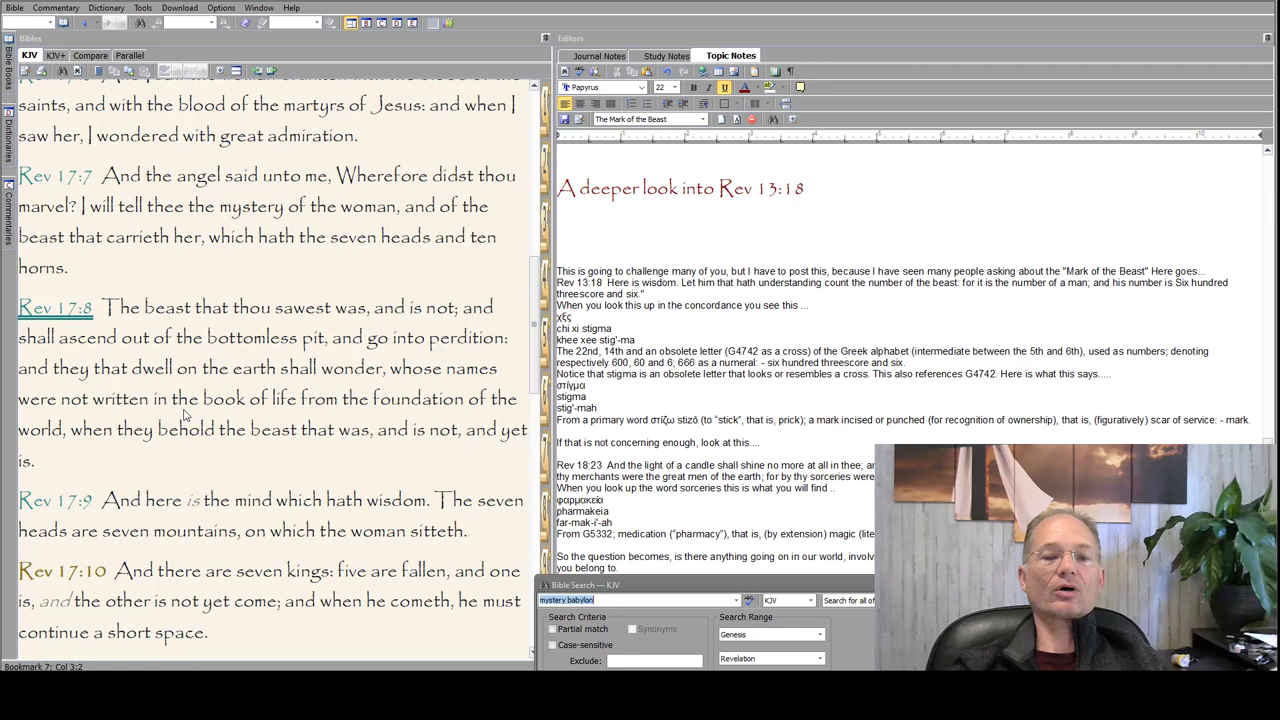 Bible Commentary Dictionary Tools Download Options Window Help
B C D E
Bibles
Editors
KJV KJV+ Compare Parallel
Journal Notes Study Notes Topic Notes
Papyrus 22 B I U A
The Mark of the Beast
1 2 3 4 5 6 7 8 9 10
Bible Books
Dictionaries
Commentaries
saints, and with the blood of the martyrs of Jesus: and when I
saw her, I wondered with great admiration.
Rev 17:7 And the angel said unto me, Wherefore didst thou
marvel? I will tell thee the mystery of the woman, and of the
beast that carrieth her, which hath the seven heads and ten
horns.
Rev 17:8 The beast that thou sawest was, and is not; and
shall ascend out of the bottomless pit, and go into perdition:
and they that dwell on the earth shall wonder, whose names
were not written in the book of life from the foundation of the
world, when they behold the beast that was, and is not, and yet
is.
Rev 17:9 And here is the mind which hath wisdom. The seven
heads are seven mountains, on which the woman sitteth.
Rev 17:10 And there are seven kings: five are fallen, and one
is, and the other is not yet come; and when he cometh, he must
continue a short space.
Bookmark 7: Col 3:2
A deeper look into Rev 13:18
This is going to challenge many of you, but I have to post this, because I have seen many people asking about the "Mark of the Beast" Here goes...
Rev 13:18 Here is wisdom. Let him that hath understanding count the number of the beast: for it is the number of a man; and his number is Six hundred
threescore and six."
When you look this up in the concordance you see this ...
χξς
chi xi stigma
khee xee stig'-ma
The 22nd, 14th and an obsolete letter (G4742 as a cross) of the Greek alphabet (intermediate between the 5th and 6th), used as numbers; denoting
respectively 600, 60 and 6; 666 as a numeral: - six hundred threescore and six.
Notice that stigma is an obsolete letter that looks or resembles a cross. This also references G4742. Here is what this says.....
στίγμα
stigma
stig'-mah
From a primary word στίζω stizō (to "stick", that is, prick); a mark incised or punched (for recognition of ownership), that is, (figuratively) scar of service: - mark.
If that is not concerning enough, look at this....
Rev 18:23 And the light of a candle shall shine no more at all in thee;
thy merchants were the great men of the earth; for by thy sorceries
When you look up the word sorceries this is what you will find ..
φαρμακεία
pharmakeia
far-mak-i'-ah
From G5332; medication ("pharmacy"), that is, (by extension) magic
So the question becomes, is there anything going on in our world,
you belong to.
Bible Search — KJV
mystery babylon KJV Search for all of
Search Criteria Search Range
Partial match Synonyms Genesis
Case-sensitive
Exclude: Revelation